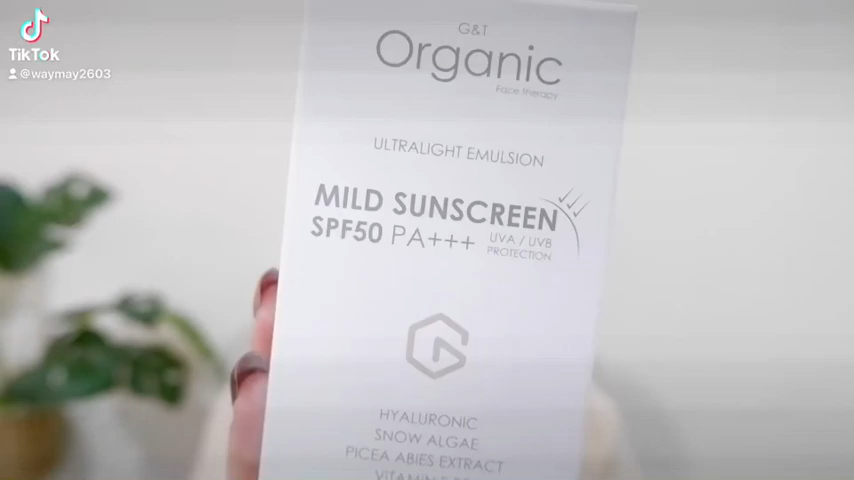 TikTok
@waymay2603
G&T
Organic
Face therapy
ULTRALIGHT EMULSION
MILD SUNSCREEN
SPF50 PA+++
UVA / UVB
PROTECTION
HYALURONIC
SNOW ALGAE
PICEA ABIES EXTRACT
VITAMIN